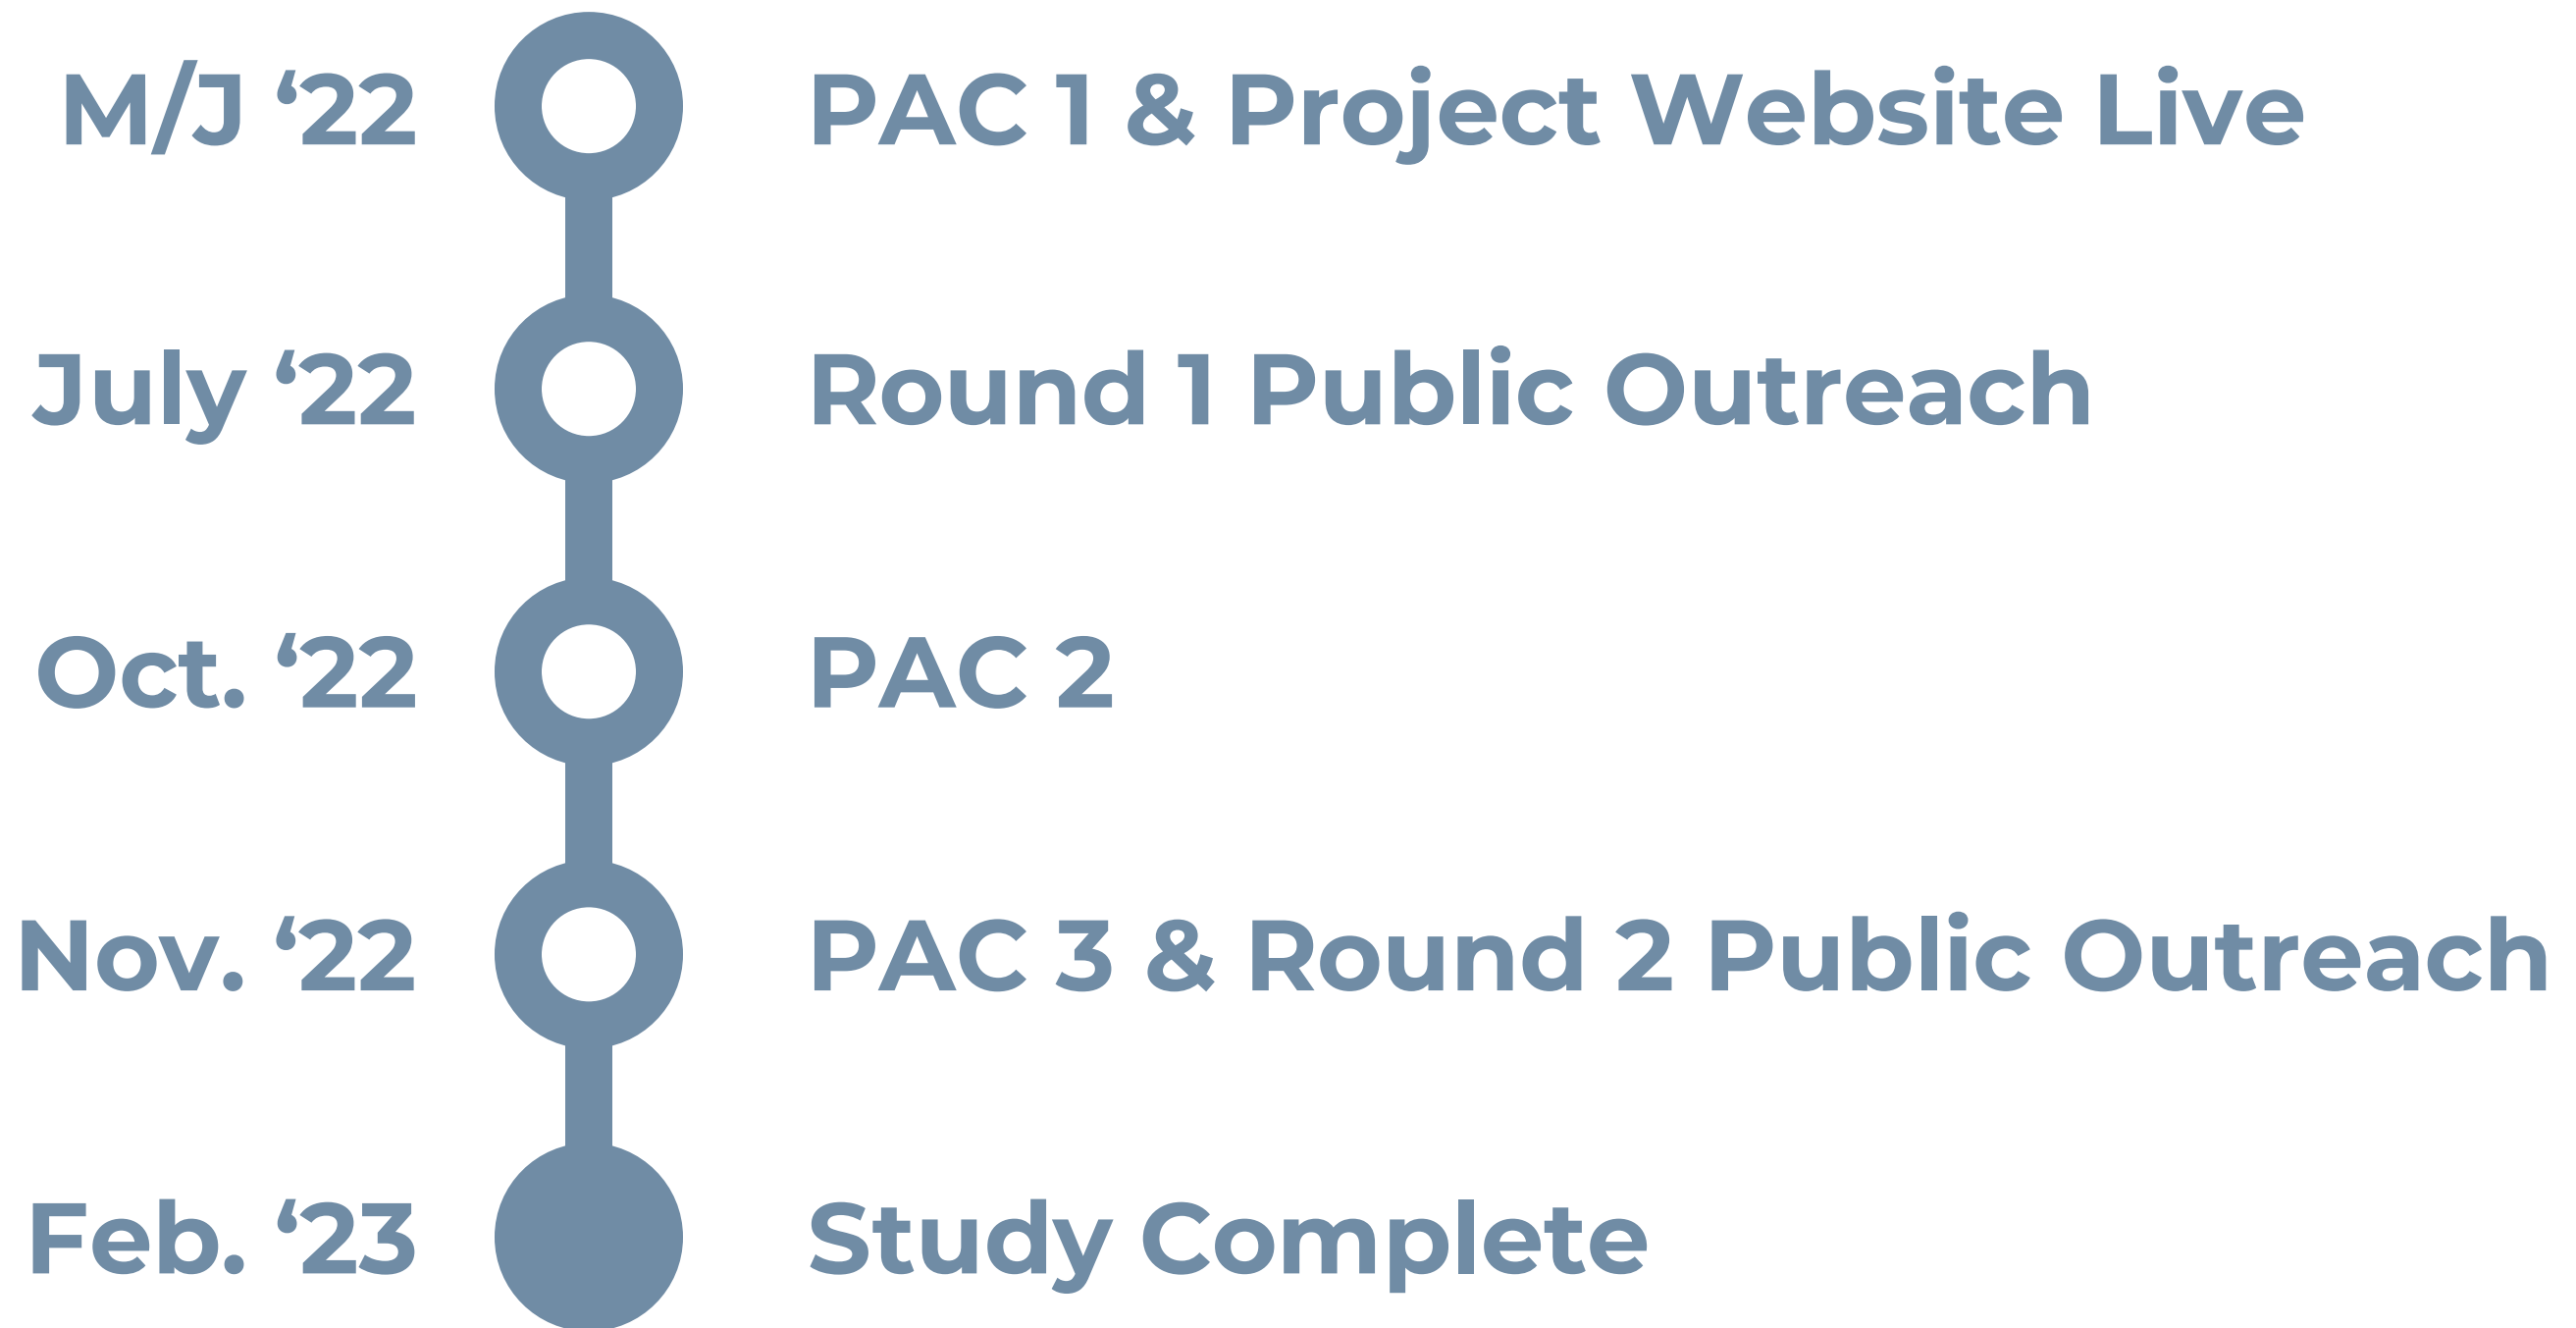 M/J ‘22 PAC 1 & Project Website Live
July ‘22 Round 1 Public Outreach
Oct. ‘22 PAC 2
Nov. ‘22 PAC 3 & Round 2 Public Outreach
Feb. ‘23 Study Complete